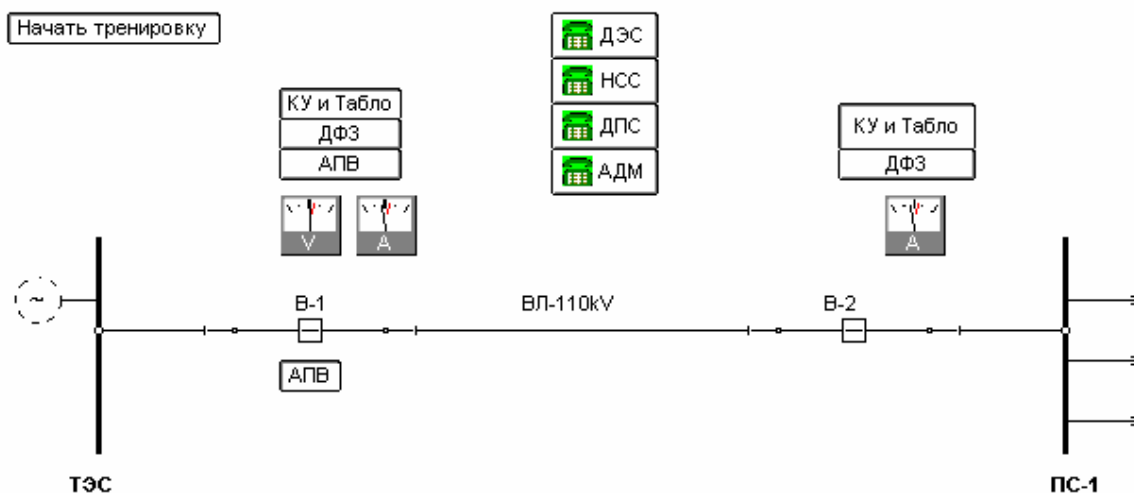 Начать тренировку
ДЭС
НСС
ДПС
АДМ
КУ и Табло
ДФЗ
АПВ
V
A
КУ и Табло
ДФЗ
A
~
В-1
ВЛ-110kV
В-2
АПВ
ТЭС
ПС-1